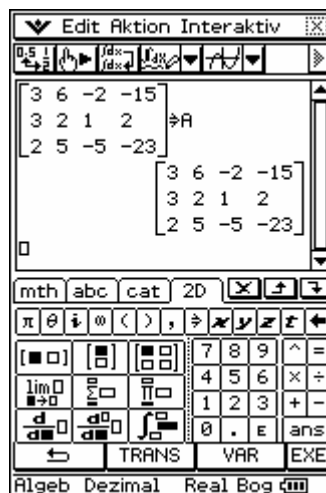 Edit Aktion Interaktiv
[3 6 -2 -15]
[3 2 1 2]⇒A
[2 5 -5 -23]
[3 6 -2 -15]
[3 2 1 2]
[2 5 -5 -23]
mth abc cat 2D
π θ i ∞ ( ) , ⇒ x y z t ←
7 8 9 ^ =
lim 4 5 6 × ÷
Σ Π 1 2 3 + -
d/d■ d□/d■□ ∫ 0 . E ans
TRANS VAR EXE
Algeb Dezimal Real Bog